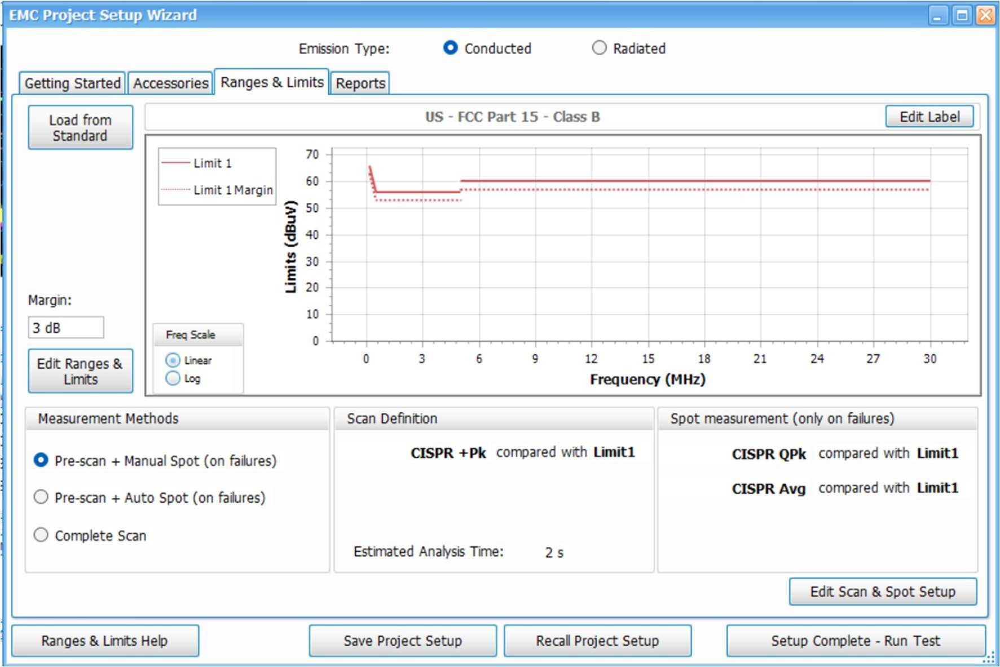 EMC Project Setup Wizard
Emission Type: Conducted Radiated
Getting Started Accessories Ranges & Limits Reports
Load from
Standard
US - FCC Part 15 - Class B
Edit Label
Limit 1
Limit 1 Margin
Limits (dBuV)
70
60
50
40
30
20
10
0
0 3 6 9 12 15 18 21 24 27 30
Frequency (MHz)
Freq Scale
Linear
Log
Margin:
3 dB
Edit Ranges &
Limits
Measurement Methods
Pre-scan + Manual Spot (on failures)
Pre-scan + Auto Spot (on failures)
Complete Scan
Scan Definition
CISPR +Pk compared with Limit1
Estimated Analysis Time: 2 s
Spot measurement (only on failures)
CISPR QPk compared with Limit1
CISPR Avg compared with Limit1
Edit Scan & Spot Setup
Ranges & Limits Help
Save Project Setup
Recall Project Setup
Setup Complete - Run Test